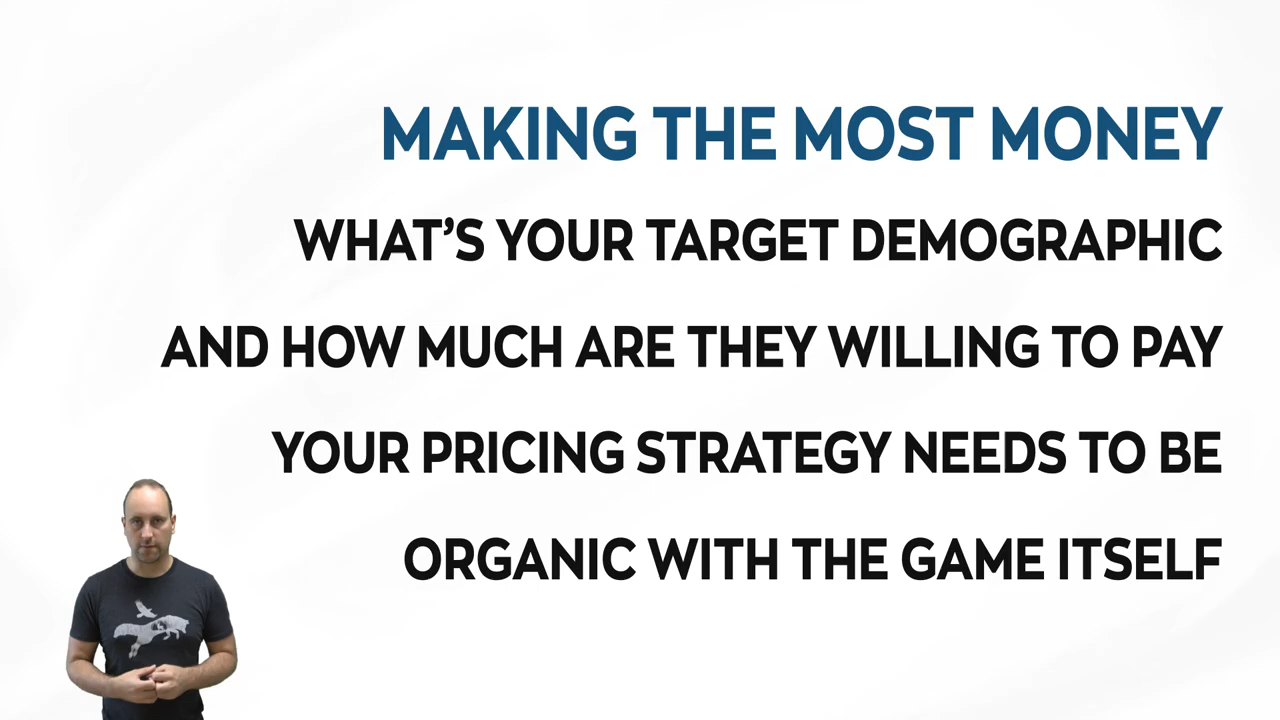 MAKING THE MOST MONEY
WHAT'S YOUR TARGET DEMOGRAPHIC
AND HOW MUCH ARE THEY WILLING TO PAY
YOUR PRICING STRATEGY NEEDS TO BE
ORGANIC WITH THE GAME ITSELF